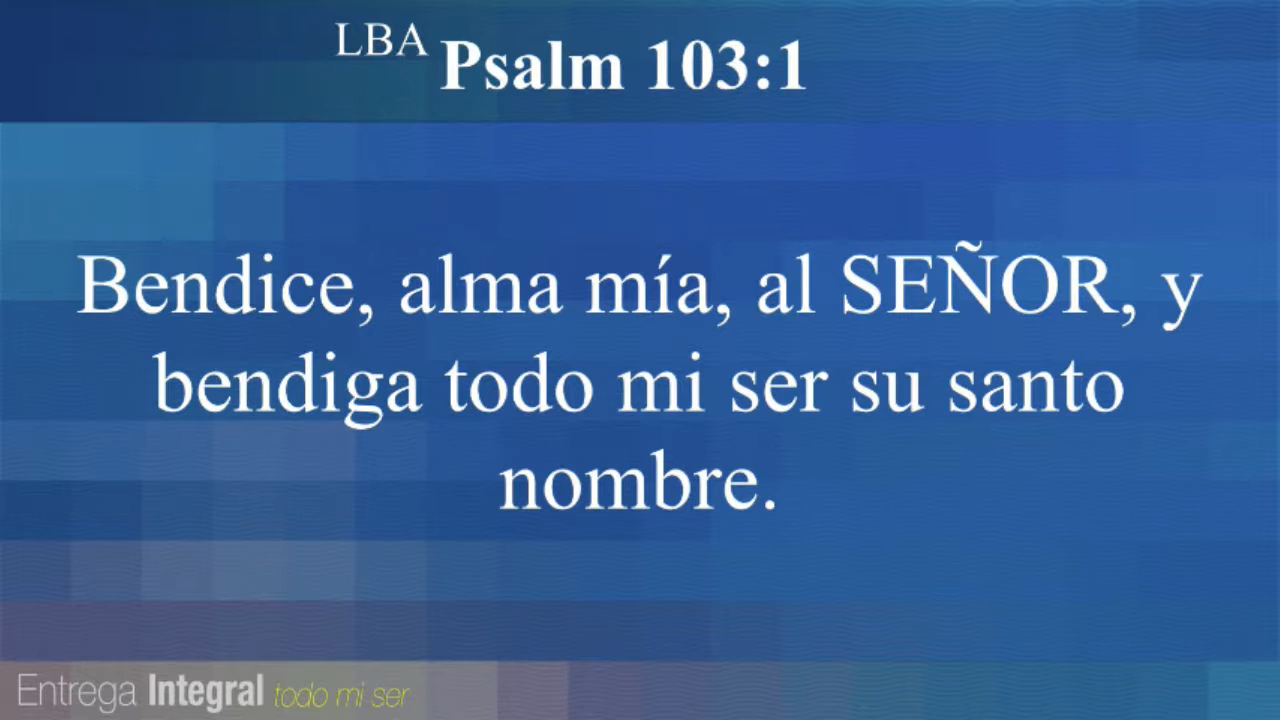 LBA Psalm 103:1
Bendice, alma mía, al SEÑOR, y
bendiga todo mi ser su santo
nombre.
Entrega Integral todo mi ser